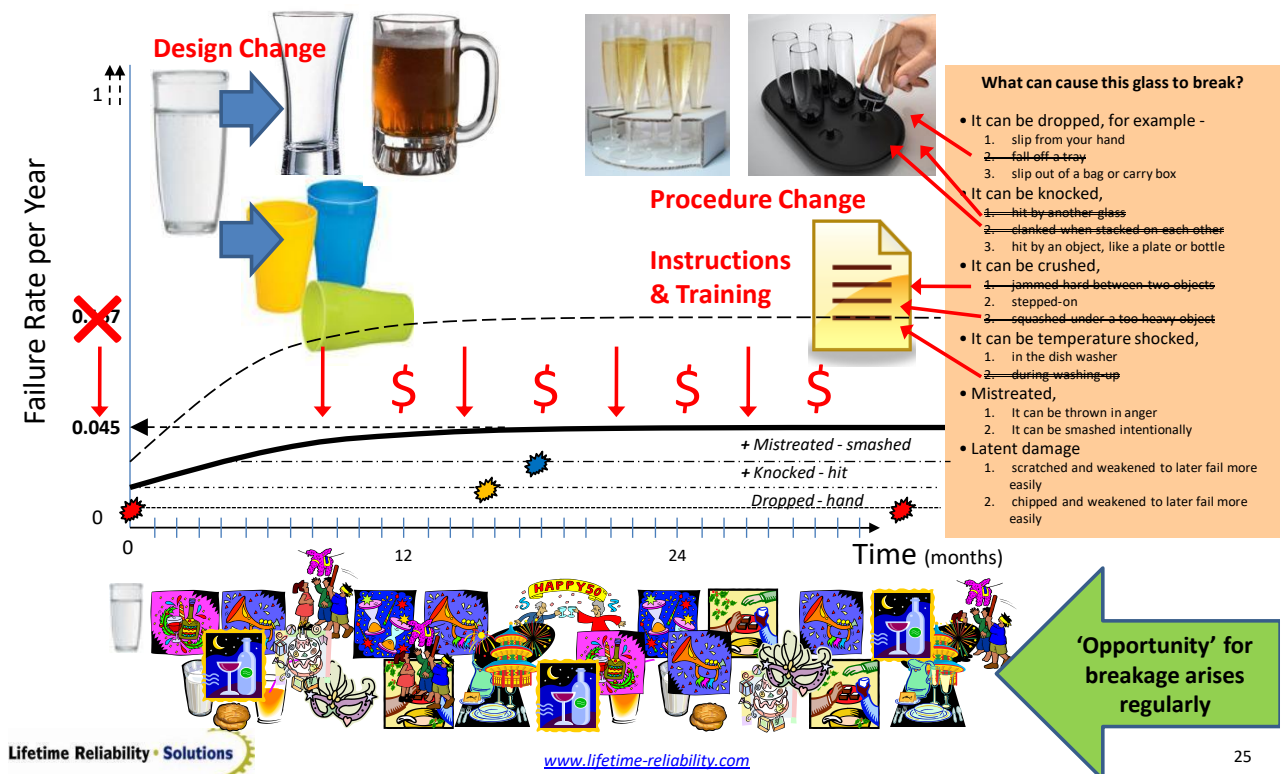 Design Change
1
Failure Rate per Year
0.045
0
Procedure Change
Instructions
& Training
$ $ $ $
+ Mistreated - smashed
+ Knocked - hit
Dropped - hand
0
12
24
Time (months)
What can cause this glass to break?
• It can be dropped, for example -
1. slip from your hand
2. fall off a tray
3. slip out of a bag or carry box
• It can be knocked,
1. hit by another glass
2. clanked when stacked on each other
3. hit by an object, like a plate or bottle
• It can be crushed,
1. jammed hard between two objects
2. stepped-on
3. squashed under a too heavy object
• It can be temperature shocked,
1. in the dish washer
2. during washing-up
• Mistreated,
1. It can be thrown in anger
2. It can be smashed intentionally
• Latent damage
1. scratched and weakened to later fail more
easily
2. chipped and weakened to later fail more
easily
HAPPY 50
'Opportunity' for
breakage arises
regularly
Lifetime Reliability • Solutions
www.lifetime-reliability.com
25